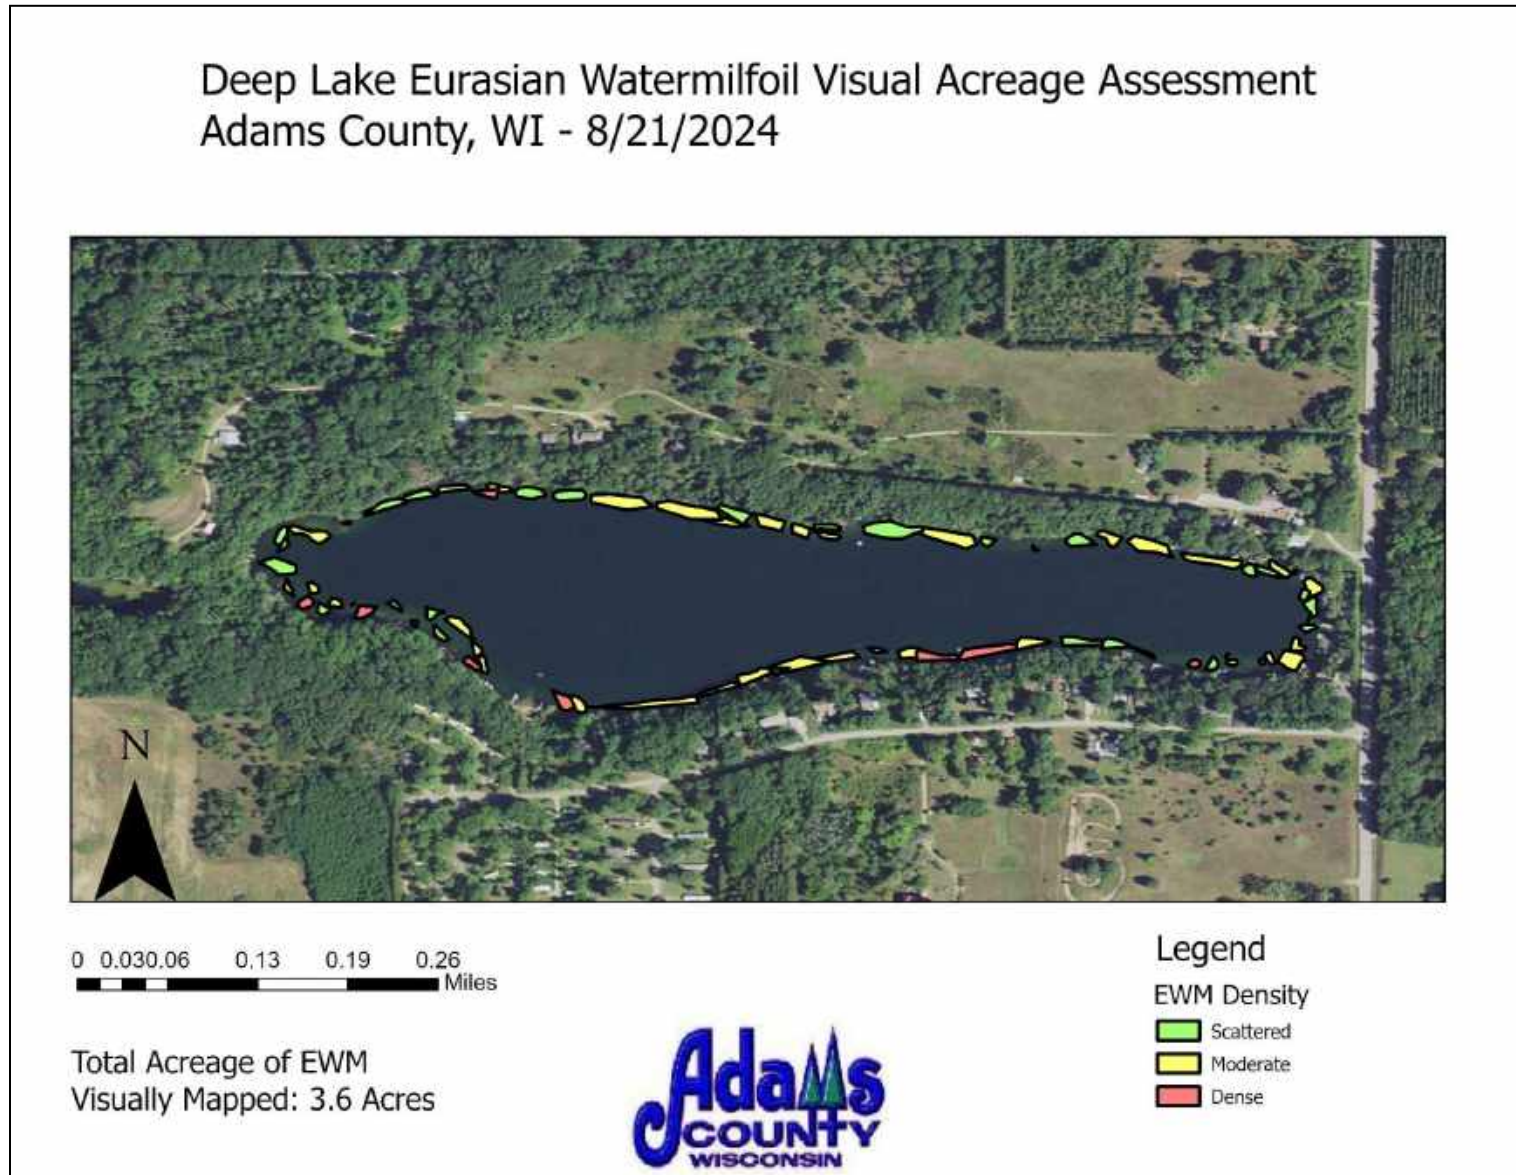 Deep Lake Eurasian Watermilfoil Visual Acreage Assessment
Adams County, WI - 8/21/2024
N
0 0.030.06 0.13 0.19 0.26
Miles
Total Acreage of EWM
Visually Mapped: 3.6 Acres
Adams
COUNTY
WISCONSIN
Legend
EWM Density
Scattered
Moderate
Dense